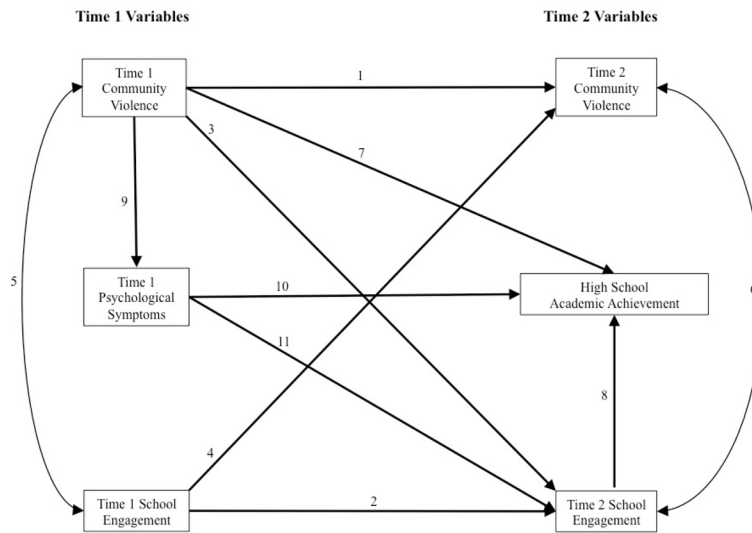 Time 1 Variables
Time 2 Variables
Time 1
Community
Violence
Time 2
Community
Violence
1
3
7
9
5
Time 1
Psychological
Symptoms
10
High School
Academic Achievement
11
8
4
2
Time 1 School
Engagement
Time 2 School
Engagement